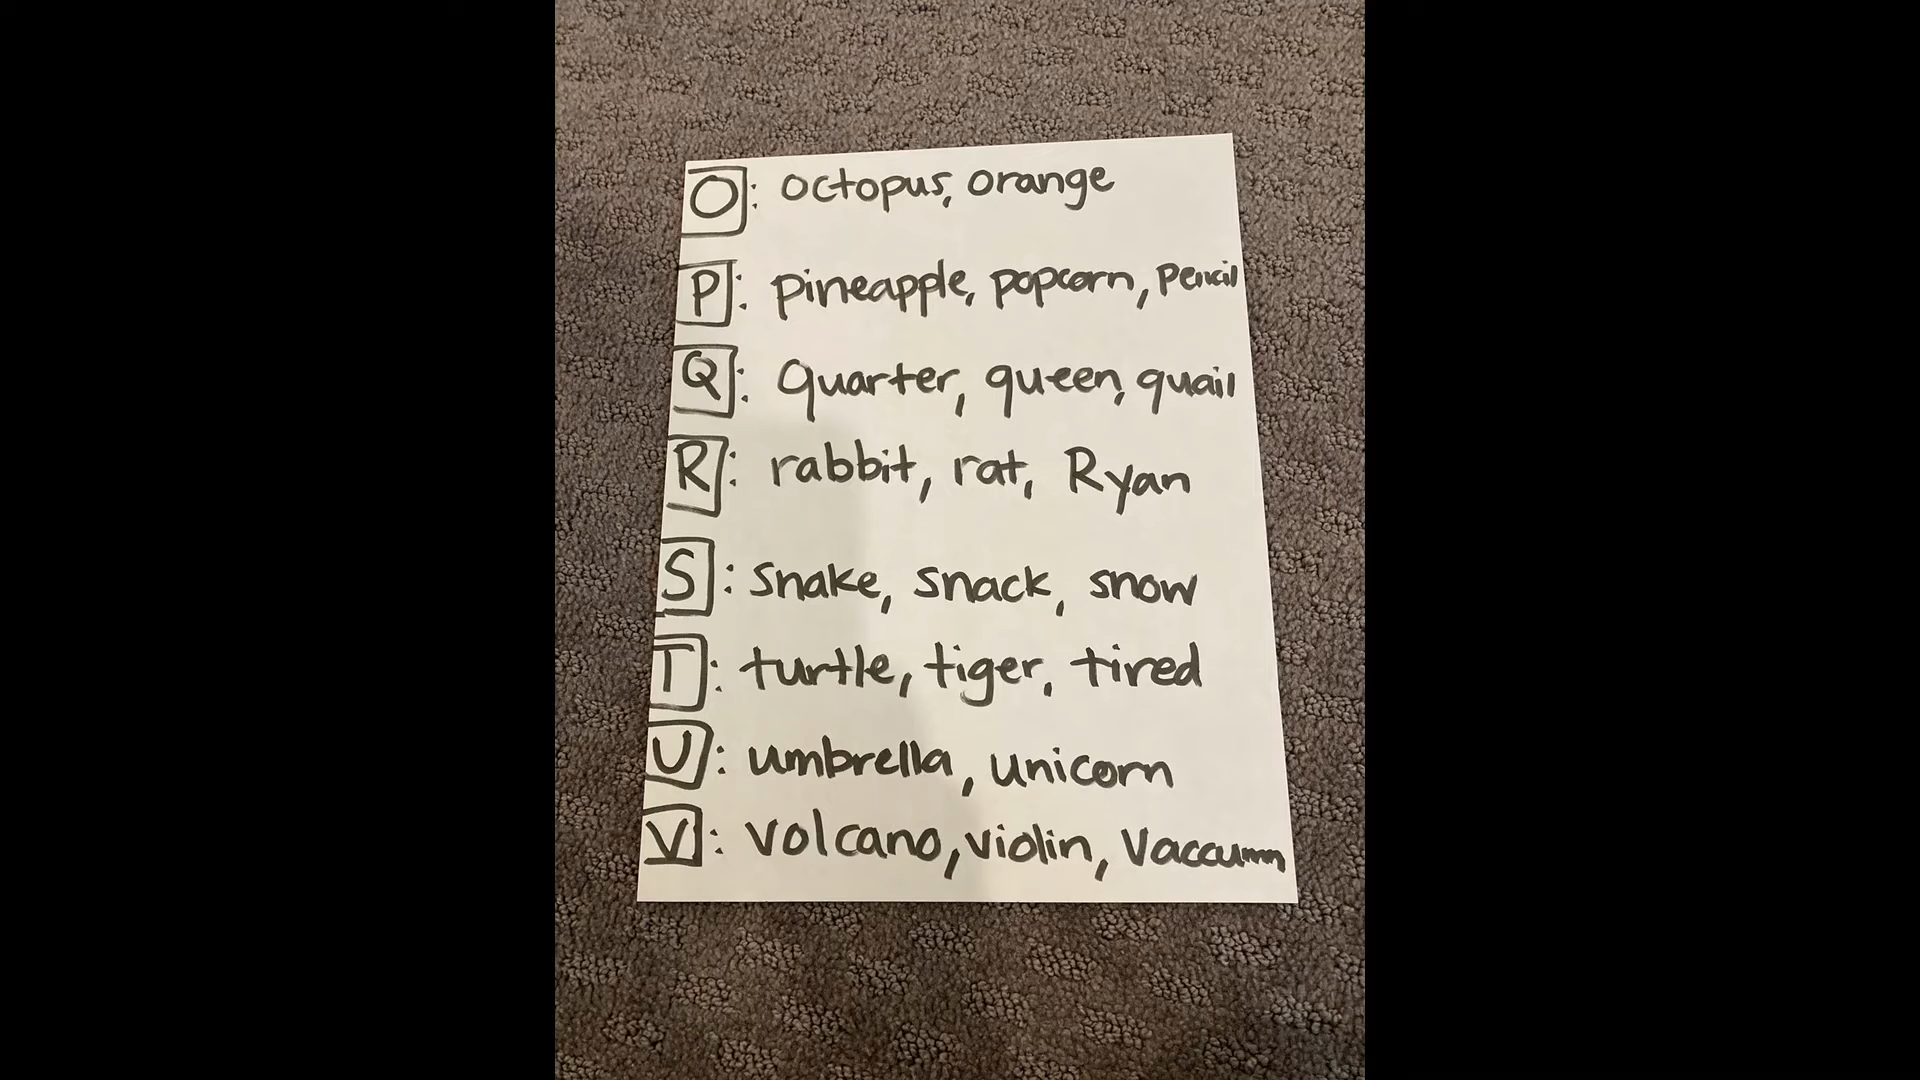 O: octopus, orange
P: pineapple, popcorn, pencil
Q: quarter, queen, quail
R: rabbit, rat, Ryan
S: snake, snack, snow
T: turtle, tiger, tired
U: umbrella, unicorn
V: volcano, violin, vaccumn